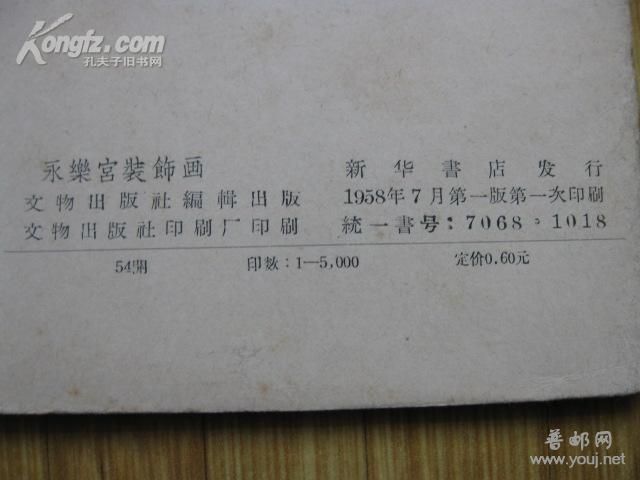 Kongfz.com
孔夫子旧书网
永樂宮裝飾画
文物出版社編輯出版
文物出版社印刷厂印刷
新华書店发行
1958年7月第一版第一次印刷
統一書号：7068。1018
54開 印数：1—5,000 定价0.60元
普邮网
www.youj.net